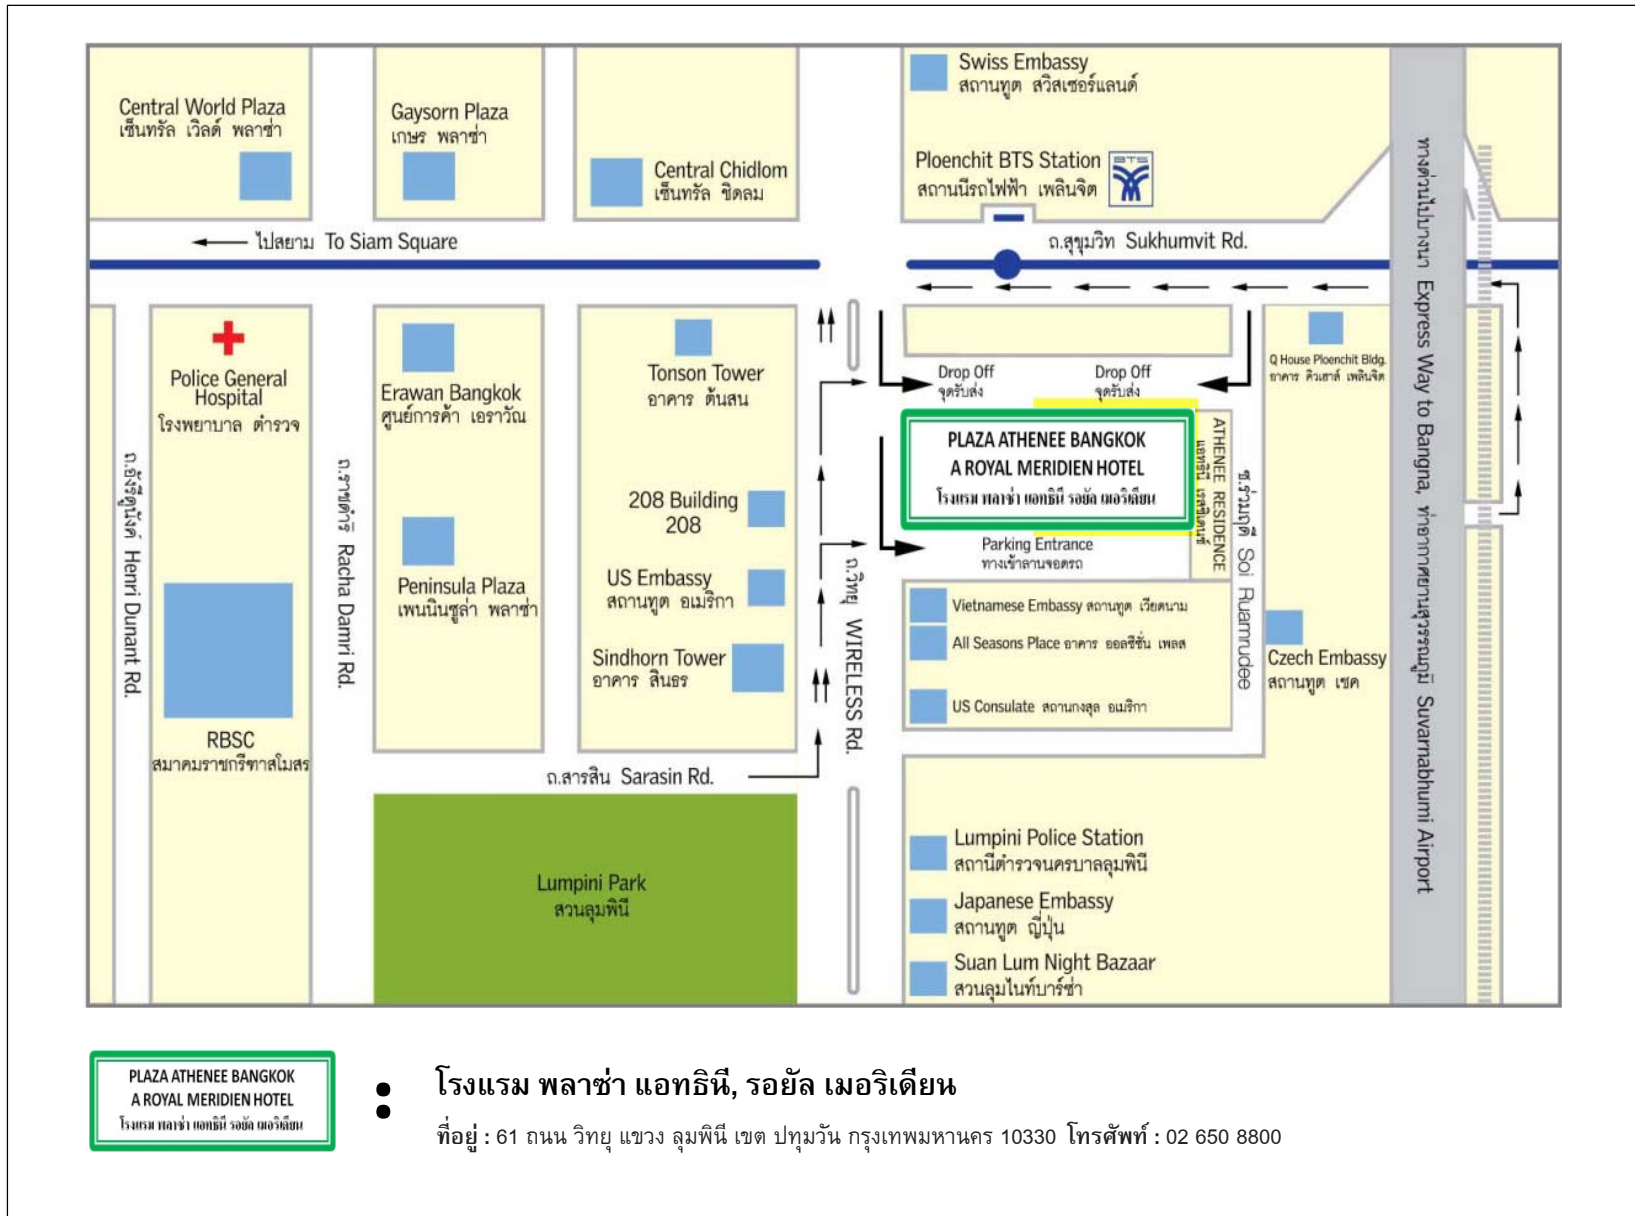 Central World Plaza
เซ็นทรัล เวิลด์ พลาซ่า
Gaysorn Plaza
เกษร พลาซ่า
Central Chidlom
เซ็นทรัล ชิดลม
Swiss Embassy
สถานทูต สวิสเซอร์แลนด์
Ploenchit BTS Station
สถานนีรถไฟฟ้า เพลินจิต
BTS
ไปสยาม To Siam Square
ถ.สุขุมวิท Sukhumvit Rd.
Police General
Hospital
โรงพยาบาล ตำรวจ
Erawan Bangkok
ศูนย์การค้า เอราวัณ
Tonson Tower
อาคาร ต้นสน
Drop Off
จุดรับส่ง
Drop Off
จุดรับส่ง
Q House Ploenchit Bldg.
อาคาร คิวเฮาส์ เพลินจิต
PLAZA ATHENEE BANGKOK
A ROYAL MERIDIEN HOTEL
โรงแรม พลาซ่า แอทธินี รอยัล เมอริเดียน
ATHENEE RESIDENCE
แอทธินี เรสซิเดนซ์
208 Building
208
Peninsula Plaza
เพนนินซูล่า พลาซ่า
US Embassy
สถานทูต อเมริกา
Sindhorn Tower
อาคาร สินธร
Parking Entrance
ทางเข้าลานจอดรถ
Vietnamese Embassy สถานทูต เวียดนาม
All Seasons Place อาคาร ออลซีซั่น เพลส
US Consulate สถานกงสุล อเมริกา
Czech Embassy
สถานทูต เชค
RBSC
สมาคมราชกรีฑาสโมสร
ถ.อังรีดูนังต์ Henri Dunant Rd.
ถ.ราชดำริ Racha Damri Rd.
ถ.วิทยุ WIRELESS Rd.
ซ.ร่วมฤดี Soi Ruamrudee
ทางด่วนไปบางนา Express Way to Bangna, ท่าอากาศยานสุวรรณภูมิ Suvarnabhumi Airport
ถ.สารสิน Sarasin Rd.
Lumpini Park
สวนลุมพินี
Lumpini Police Station
สถานีตำรวจนครบาลลุมพินี
Japanese Embassy
สถานทูต ญี่ปุ่น
Suan Lum Night Bazaar
สวนลุมไนท์บาร์ซ่า
PLAZA ATHENEE BANGKOK
A ROYAL MERIDIEN HOTEL
โรงแรม พลาซ่า แอทธินี รอยัล เมอริเดียน
:
โรงแรม พลาซ่า แอทธินี, รอยัล เมอริเดียน
ที่อยู่ : 61 ถนน วิทยุ แขวง ลุมพินี เขต ปทุมวัน กรุงเทพมหานคร 10330 โทรศัพท์ : 02 650 8800